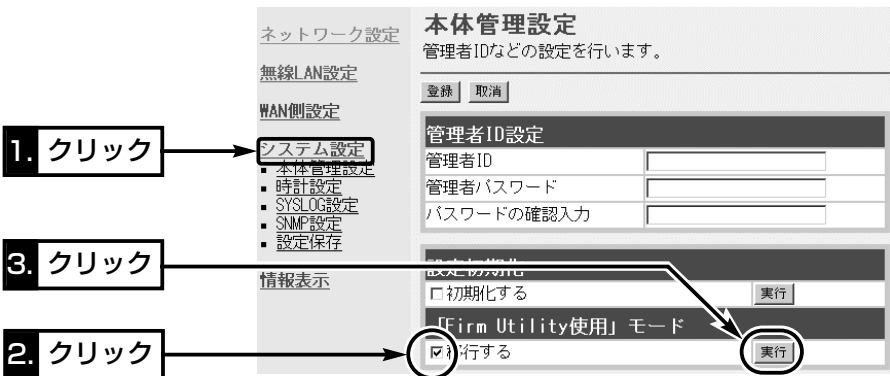 ネットワーク設定
無線LAN設定
WAN側設定
システム設定
本体管理設定
時計設定
SYSLOG設定
SNMP設定
設定保存
情報表示
本体管理設定
管理者IDなどの設定を行います。
登録 取消
管理者ID設定
管理者ID
管理者パスワード
パスワードの確認入力
設定初期化
初期化する 実行
「Firm Utility使用」モード
移行する 実行
1. クリック
3. クリック
2. クリック